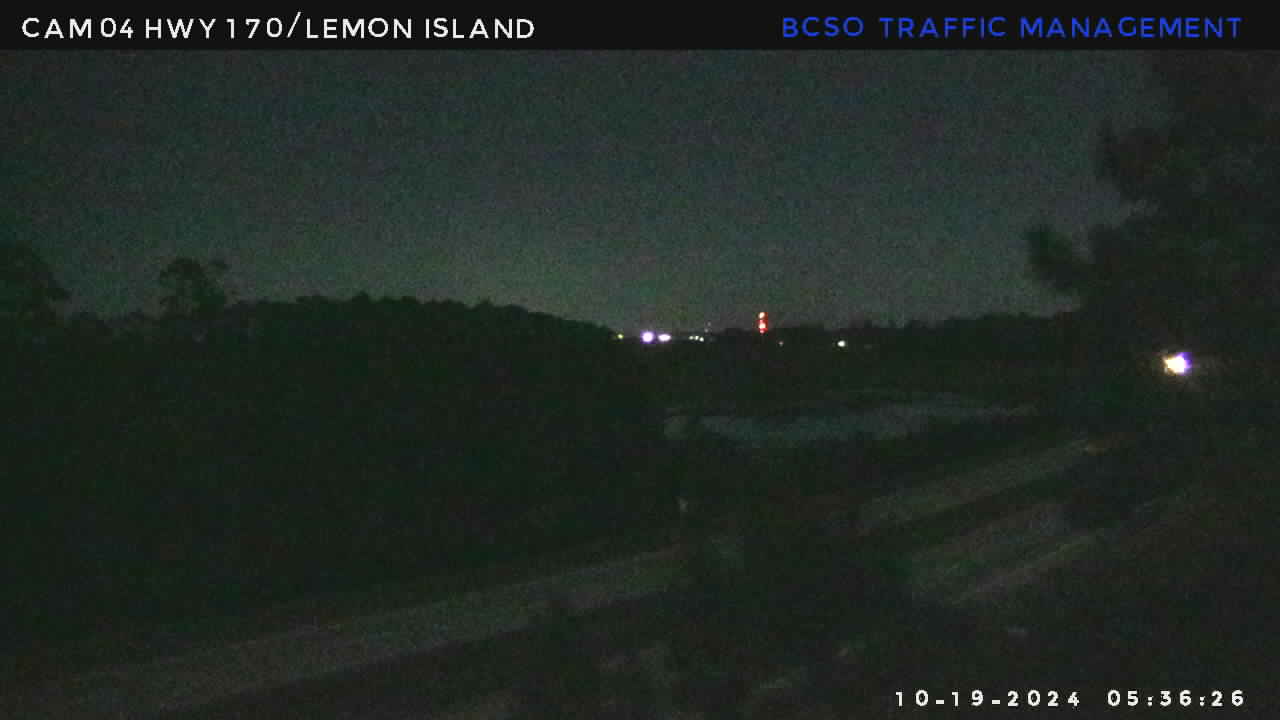 CAM04 HWY 170/LEMON ISLAND
BCSO TRAFFIC MANAGEMENT
10-19-2024 05:36:26